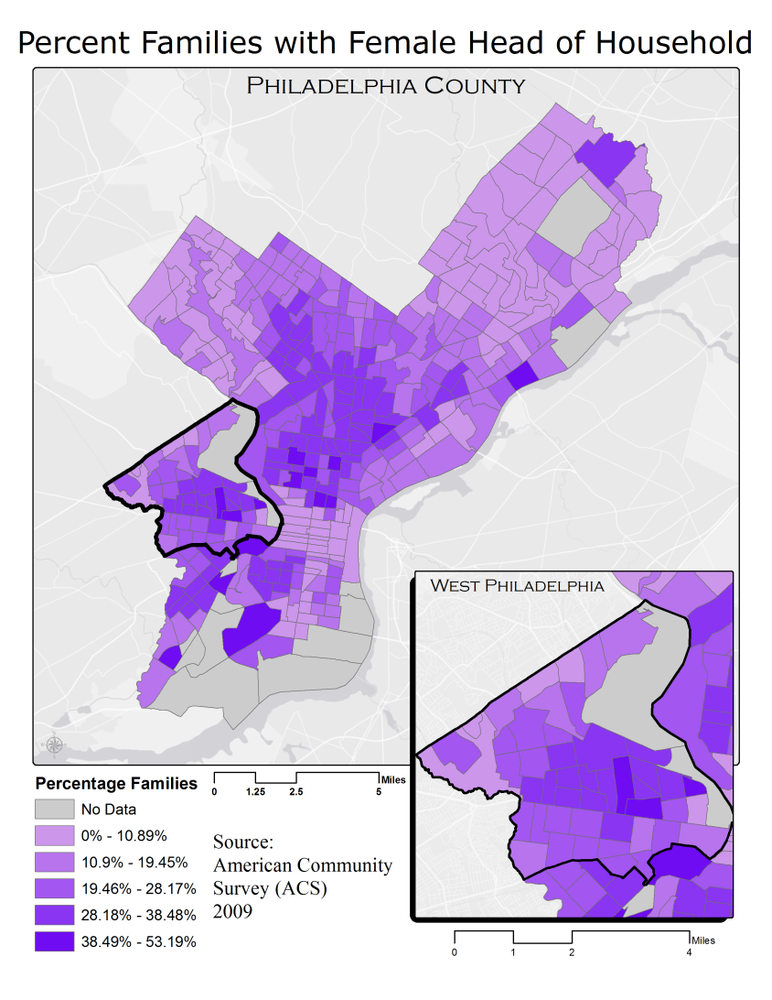 Percent Families with Female Head of Household
PHILADELPHIA COUNTY
WEST PHILADELPHIA
Percentage Families
No Data
0% - 10.89%
10.9% - 19.45%
19.46% - 28.17%
28.18% - 38.48%
38.49% - 53.19%
Miles
0 1.25 2.5 5
Source:
American Community
Survey (ACS)
2009
Miles
0 1 2 4